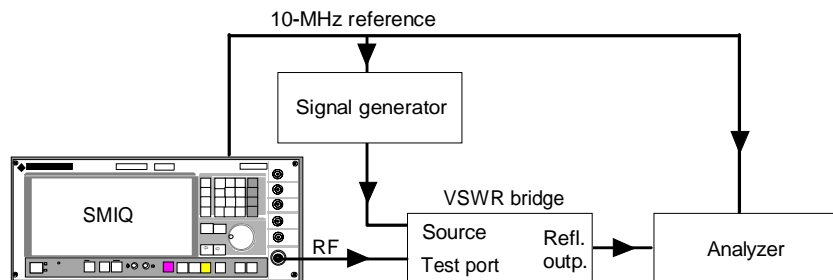 10-MHz reference
Signal generator
VSWR bridge
SMIQ
RF
Source
Test port
Refl.
outp.
Analyzer